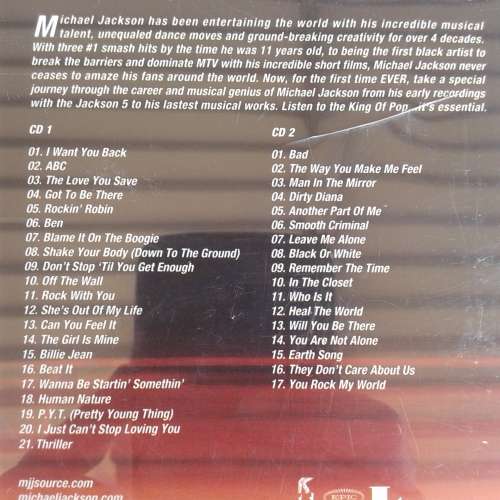 Michael Jackson has been entertaining the world with his incredible musical
talent, unequaled dance moves and ground-breaking creativity for over 4 decades.
With three #1 smash hits by the time he was 11 years old, to being the first black artist to
break the barriers and dominate MTV with his incredible short films, Michael Jackson never
ceases to amaze his fans around the world. Now, for the first time EVER, take a special
journey through the career and musical genius of Michael Jackson from his early recordings
with the Jackson 5 to his lastest musical works. Listen to the King Of Pop...it's essential.
CD 1
01. I Want You Back
02. ABC
03. The Love You Save
04. Got To Be There
05. Rockin' Robin
06. Ben
07. Blame It On The Boogie
08. Shake Your Body (Down To The Ground)
09. Don't Stop 'Til You Get Enough
10. Off The Wall
11. Rock With You
12. She's Out Of My Life
13. Can You Feel It
14. The Girl Is Mine
15. Billie Jean
16. Beat It
17. Wanna Be Startin' Somethin'
18. Human Nature
19. P.Y.T. (Pretty Young Thing)
20. I Just Can't Stop Loving You
21. Thriller
CD 2
01. Bad
02. The Way You Make Me Feel
03. Man In The Mirror
04. Dirty Diana
05. Another Part Of Me
06. Smooth Criminal
07. Leave Me Alone
08. Black Or White
09. Remember The Time
10. In The Closet
11. Who Is It
12. Heal The World
13. Will You Be There
14. You Are Not Alone
15. Earth Song
16. They Don't Care About Us
17. You Rock My World
mjjsource.com
michaeljackson.com
EPIC